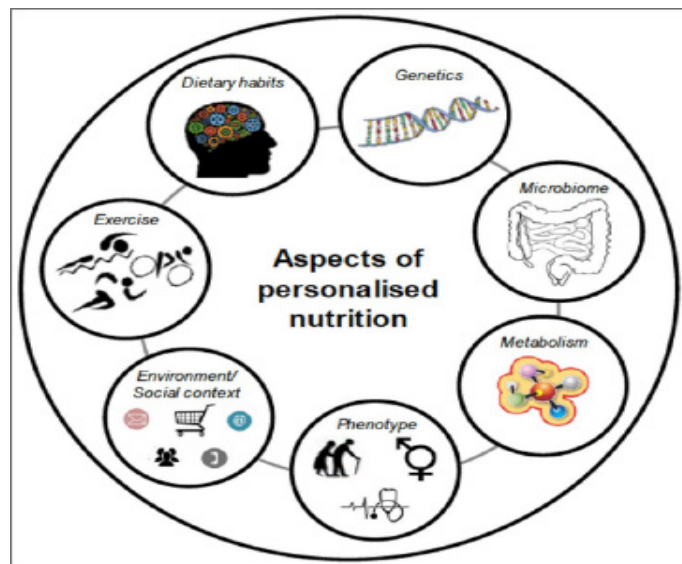 Dietary habits
Genetics
Microbiome
Metabolism
Phenotype
Environment/
Social context
Exercise
Aspects of
personalised
nutrition